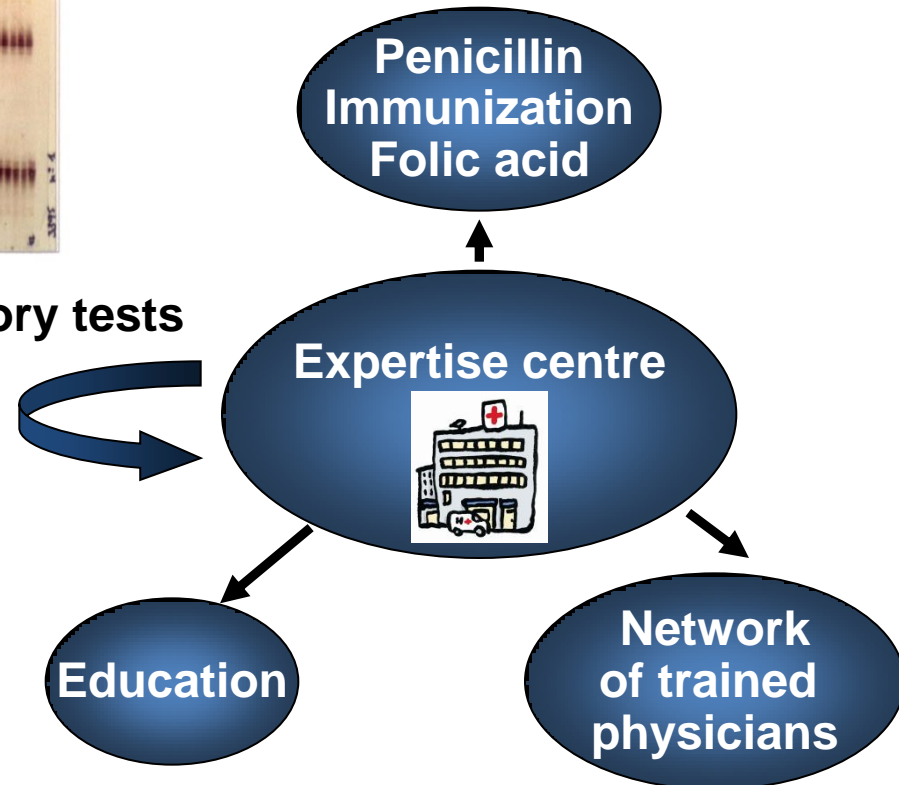 Penicillin
Immunization
Folic acid
ory tests
Expertise centre
Education
Network
of trained
physicians